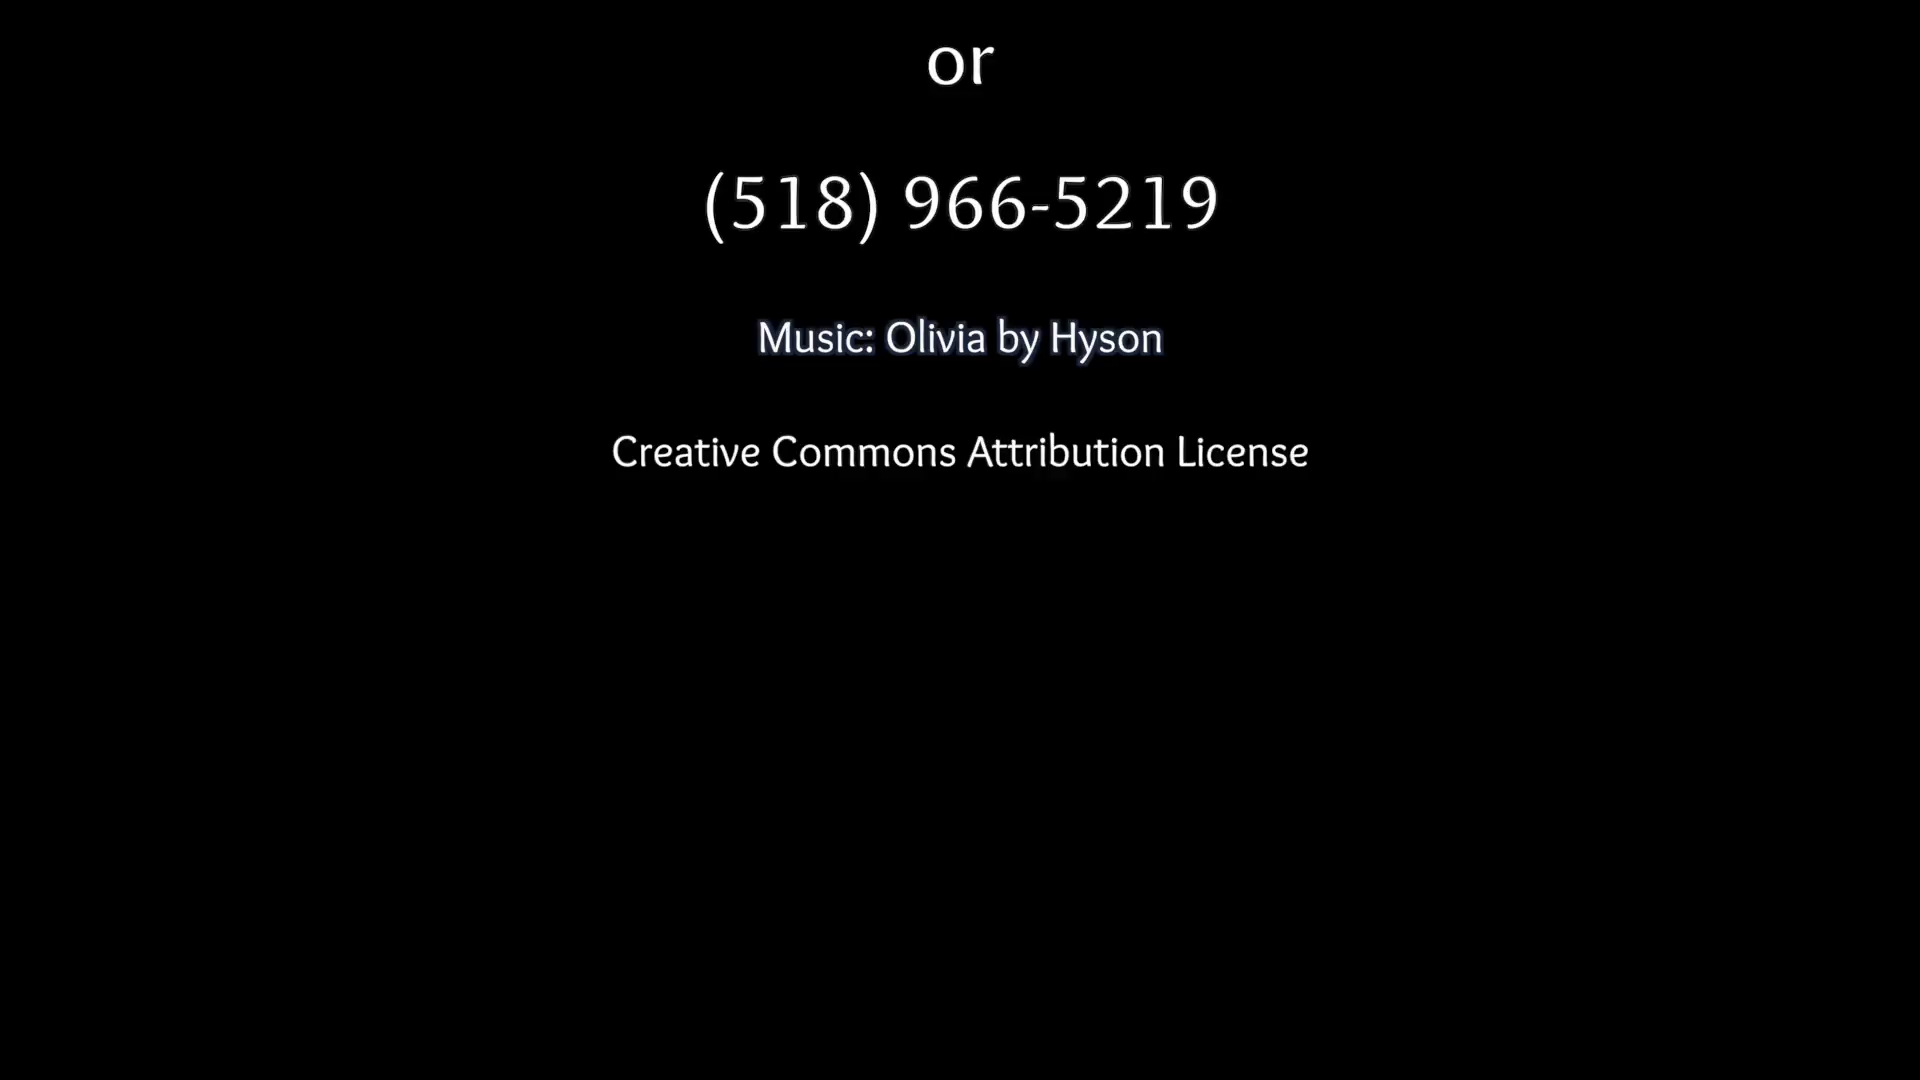 or
(518) 966-5219
Music: Olivia by Hyson
Creative Commons Attribution License